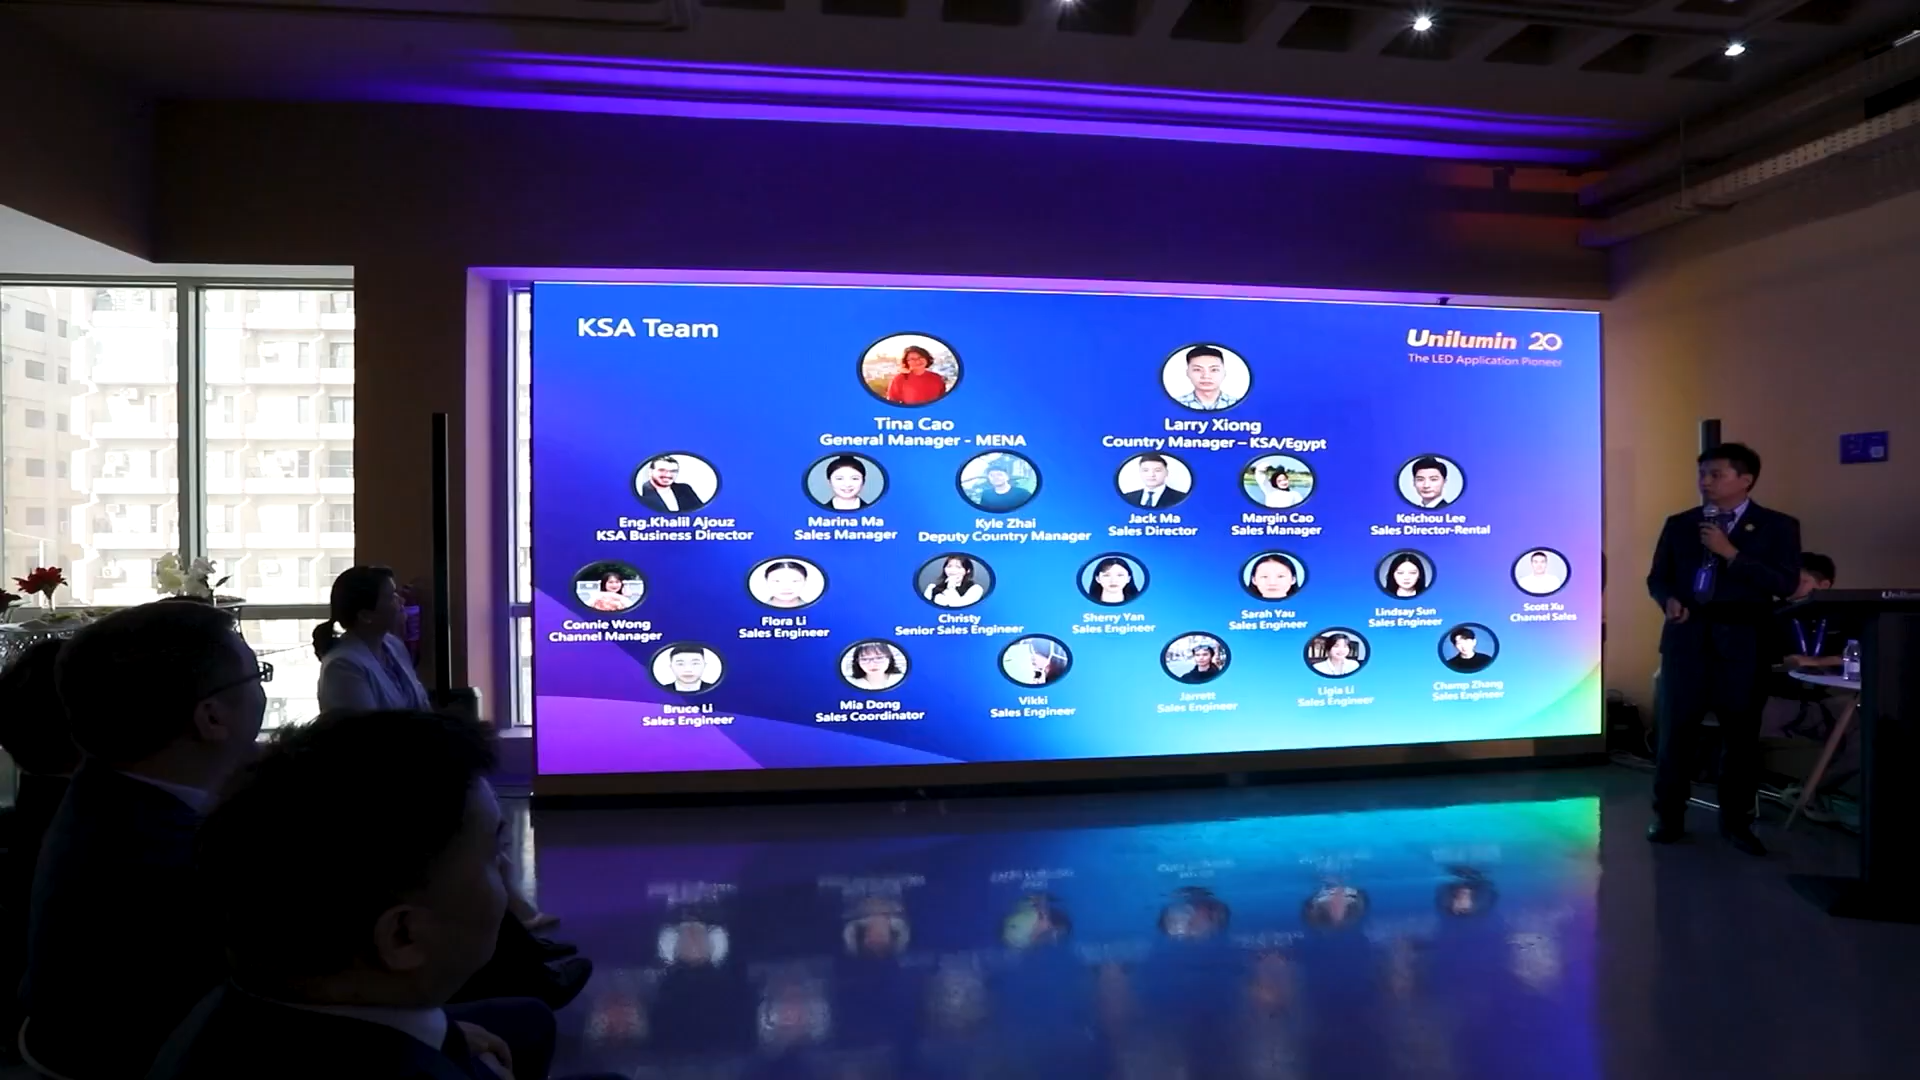 KSA Team
Unilumin 20
The LED Application Pioneer
Tina Cao
General Manager - MENA
Larry Xiong
Country Manager – KSA/Egypt
Eng.Khalil Ajouz
KSA Business Director
Marina Ma
Sales Manager
Kyle Zhai
Deputy Country Manager
Jack Ma
Sales Director
Margin Cao
Sales Manager
Keichou Lee
Sales Director-Rental
Connie Wong
Channel Manager
Flora Li
Sales Engineer
Christy
Senior Sales Engineer
Sherry Yan
Sales Engineer
Sarah Yau
Sales Engineer
Lindsay Sun
Sales Engineer
Scott Xu
Channel Sales
Bruce Li
Sales Engineer
Mia Dong
Sales Coordinator
Vikki
Sales Engineer
Jarrett
Sales Engineer
Ligia Li
Sales Engineer
Champ Zhang
Sales Engineer